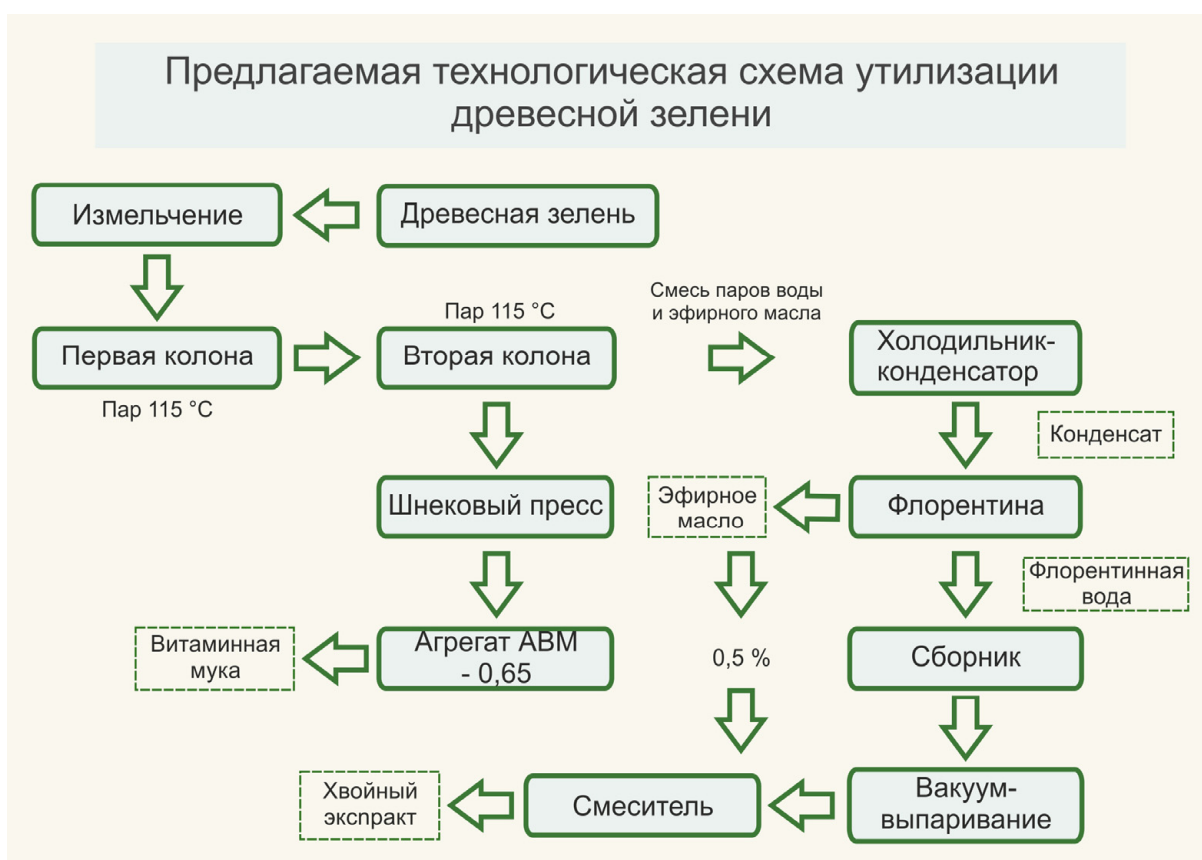 Предлагаемая технологическая схема утилизации
древесной зелени
Измельчение
Древесная зелень
Пар 115 °C
Смесь паров воды
и эфирного масла
Первая колона
Вторая колона
Холодильник-
конденсатор
Пар 115 °C
Конденсат
Шнековый пресс
Эфирное
масло
Флорентина
Флорентинная
вода
Витаминная
мука
Агрегат АВМ
- 0,65
0,5 %
Сборник
Хвойный
экспракт
Смеситель
Вакуум-
выпаривание